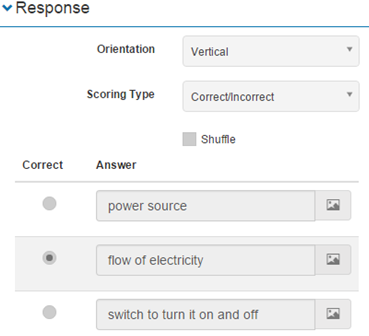 Response
Orientation Vertical
Scoring Type Correct/Incorrect
Shuffle
Correct Answer
power source
flow of electricity
switch to turn it on and off